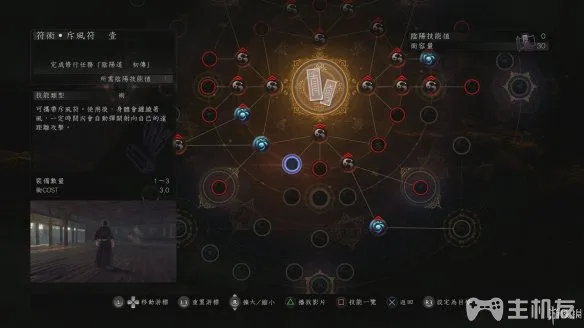 符術•斥風符 壹
完成修行任務「陰陽道 初傳」
所需陰陽技能值
技能類型 術
可攜帶斥風符。使用後,身體會纏繞著
風,一定時間內會自動彈開射向自己的遠
距離攻擊。
裝備數量 1~3
術COST 3.0
陰陽技能值 0
術容量 30
L 移動游標 L3 重置游標 R 擴大/縮小 △ 播放影片 □ 技能一覽 × 返回 R3 設定為目
主机友